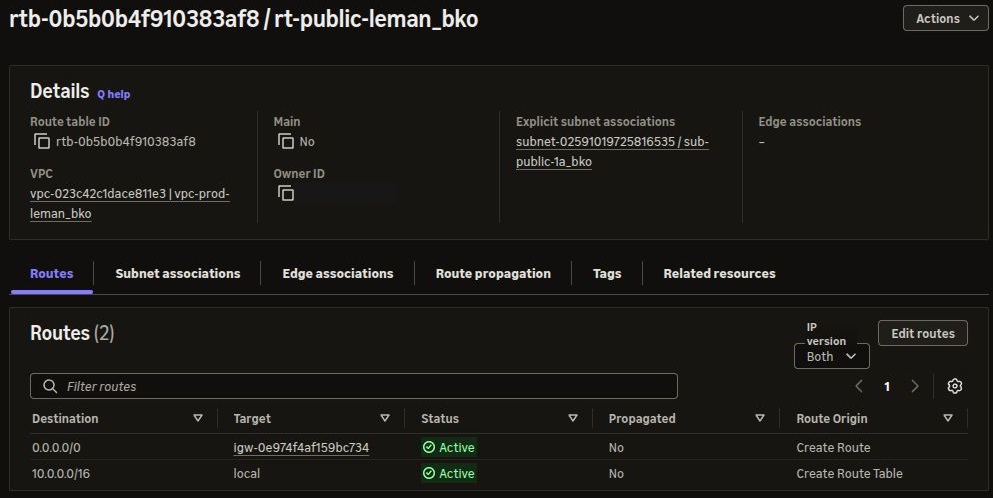 rtb-0b5b0b4f910383af8 / rt-public-leman_bko
Actions
Details
Q help
Route table ID
rtb-0b5b0b4f910383af8
Main
No
Explicit subnet associations
subnet-02591019725816535 / sub-
public-1a_bko
Edge associations
–
VPC
vpc-023c42c1dace811e3 | vpc-prod-
leman_bko
Owner ID
Routes
Subnet associations
Edge associations
Route propagation
Tags
Related resources
Routes (2)
IP
version
Both
Edit routes
Filter routes
1
Destination
Target
Status
Propagated
Route Origin
0.0.0.0/0
igw-0e974f4af159bc734
Active
No
Create Route
10.0.0.0/16
local
Active
No
Create Route Table